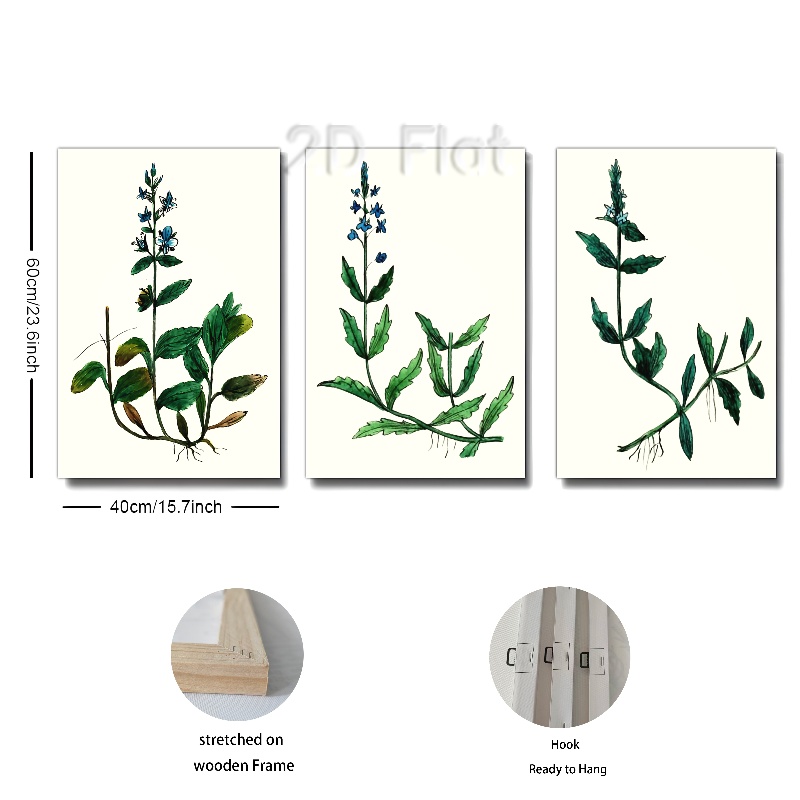 2D Flat
60cm/23.6inch
40cm/15.7inch
stretched on
wooden Frame
Hook
Ready to Hang